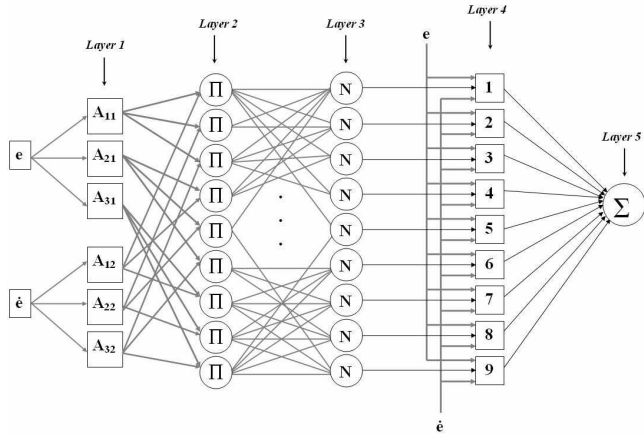 Layer 1
Layer 2
Layer 3
e
Layer 4
Layer 5
e
ė
A11
A21
A31
A12
A22
A32
Π
Π
Π
Π
Π
Π
Π
Π
Π
N
N
N
N
N
N
N
N
N
1
2
3
4
5
6
7
8
9
Σ
ė